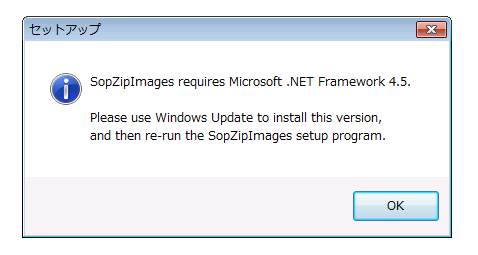 セットアップ
SopZipImages requires Microsoft .NET Framework 4.5.
Please use Windows Update to install this version,
and then re-run the SopZipImages setup program.
OK